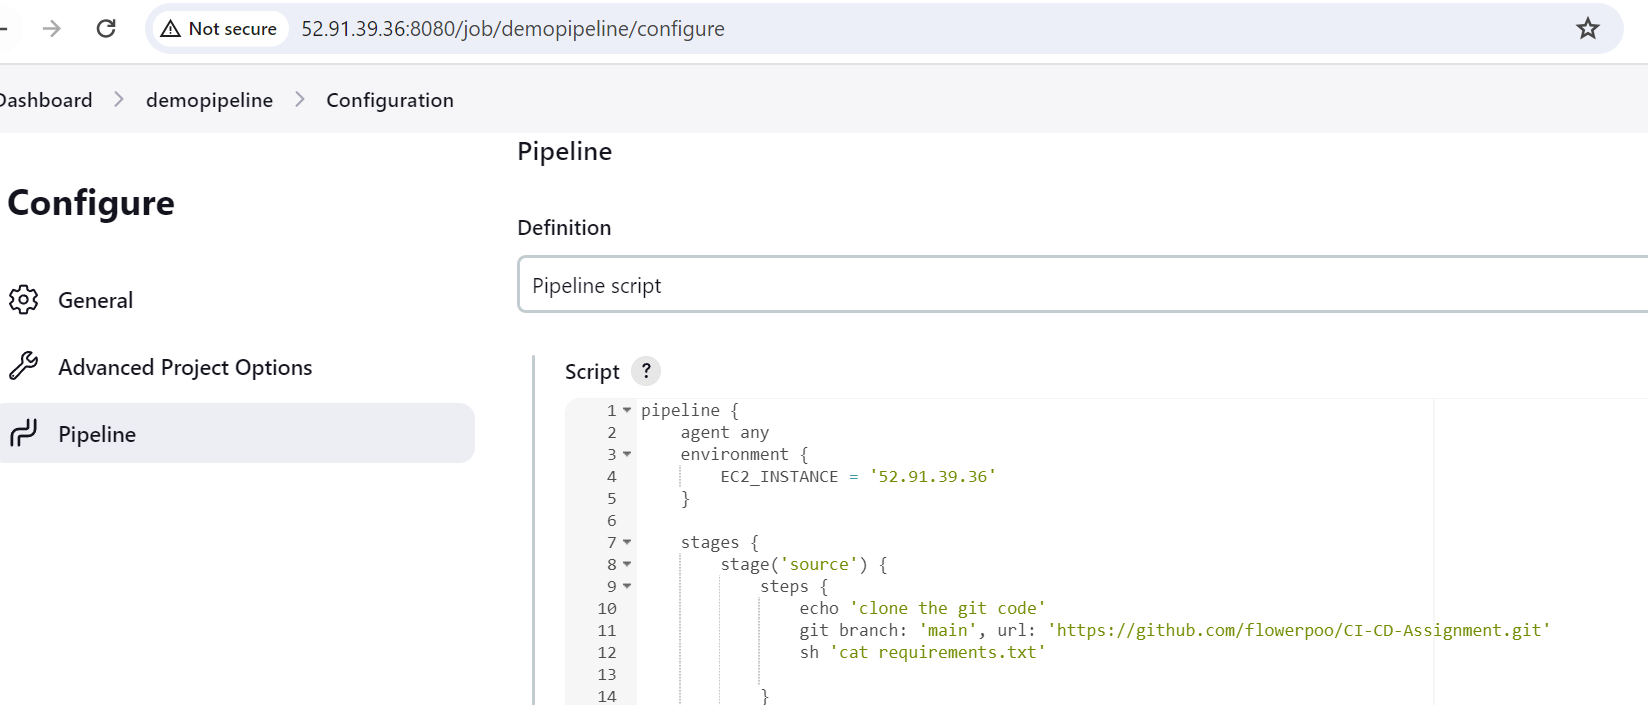 Not secure 52.91.39.36:8080/job/demopipeline/configure
Dashboard > demopipeline > Configuration
Configure
General
Advanced Project Options
Pipeline
Pipeline
Definition
Pipeline script
Script ?
1 pipeline {
2     agent any
3     environment {
4         EC2_INSTANCE = '52.91.39.36'
5     }
6
7     stages {
8         stage('source') {
9             steps {
10                 echo 'clone the git code'
11                 git branch: 'main', url: 'https://github.com/flowerpoo/CI-CD-Assignment.git'
12                 sh 'cat requirements.txt'
13
14             }